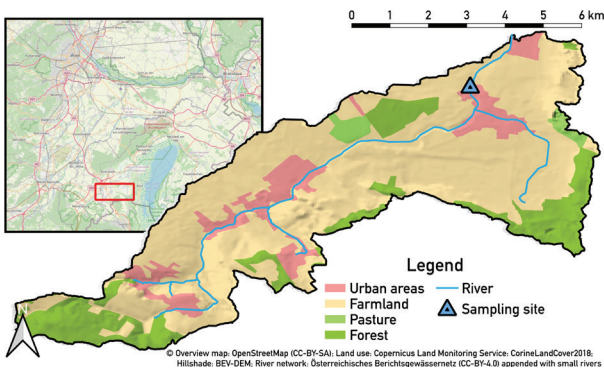 0 1 2 3 4 5 6 km
Legend
Urban areas
Farmland
Pasture
Forest
River
Sampling site
© Overview map: OpenStreetMap (CC-BY-SA); Land use: Copernicus Land Monitoring Service: CorineLandCover2018;
Hillshade: BEV-DEM; River network: Österreichisches Berichtsgewässernetz (CC-BY-4.0) appended with small rivers